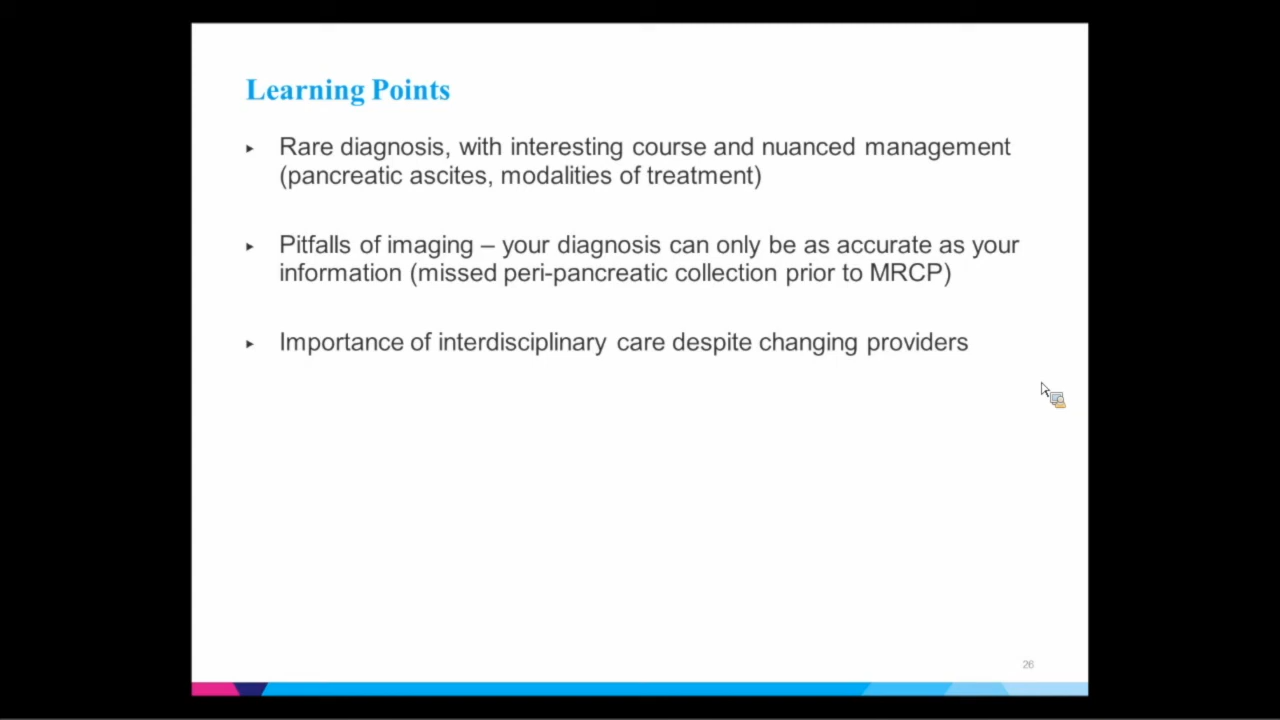 Learning Points
▸ Rare diagnosis, with interesting course and nuanced management
(pancreatic ascites, modalities of treatment)
▸ Pitfalls of imaging – your diagnosis can only be as accurate as your
information (missed peri-pancreatic collection prior to MRCP)
▸ Importance of interdisciplinary care despite changing providers
26